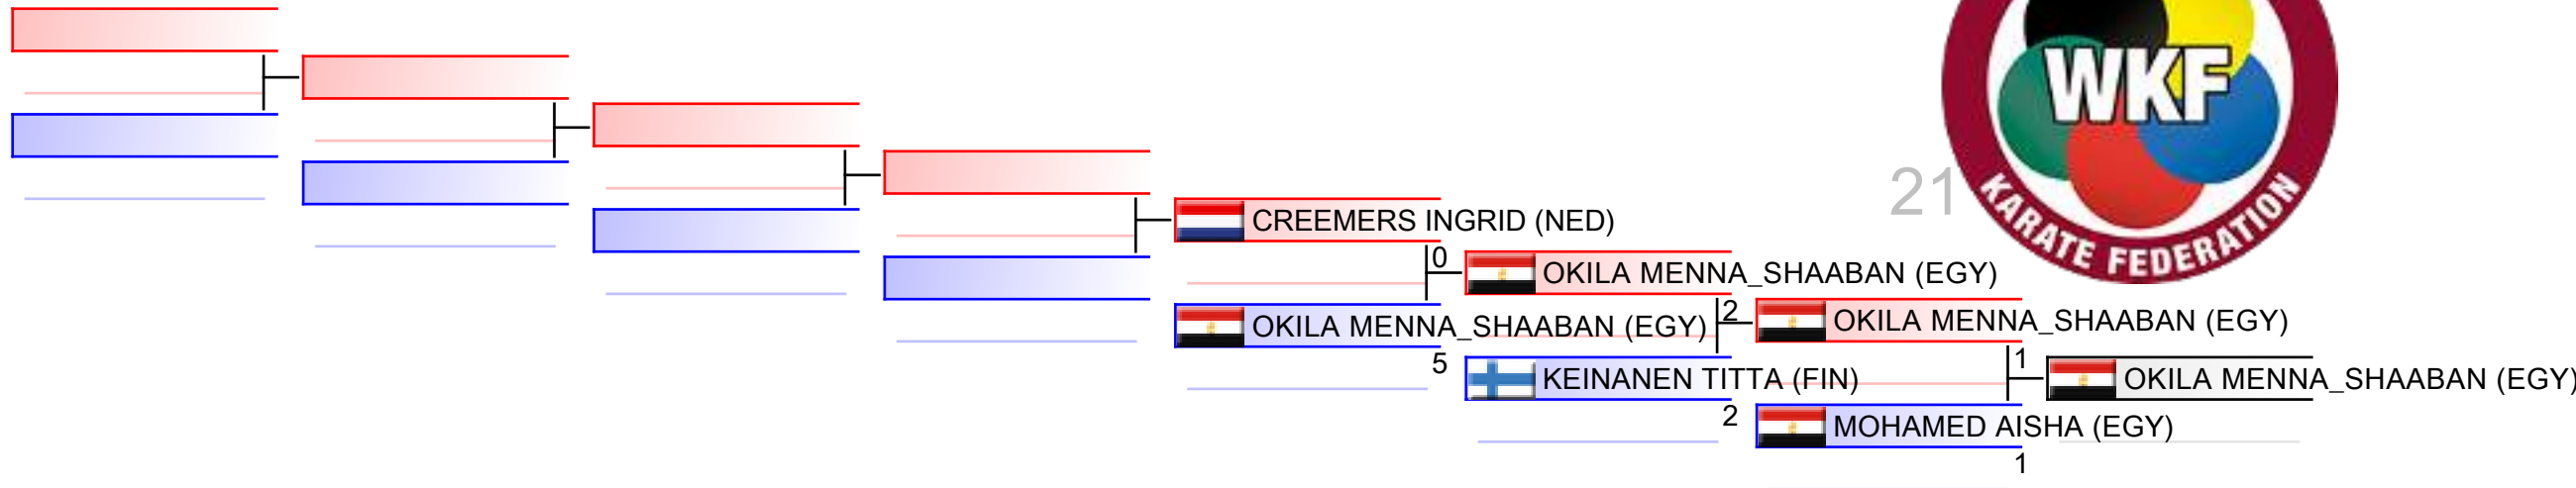 WKF
KARATE FEDERATION
21
CREEMERS INGRID (NED)
0
OKILA MENNA_SHAABAN (EGY)
OKILA MENNA_SHAABAN (EGY)
5
2
OKILA MENNA_SHAABAN (EGY)
KEINANEN TITTA (FIN)
2
1
OKILA MENNA_SHAABAN (EGY)
MOHAMED AISHA (EGY)
1